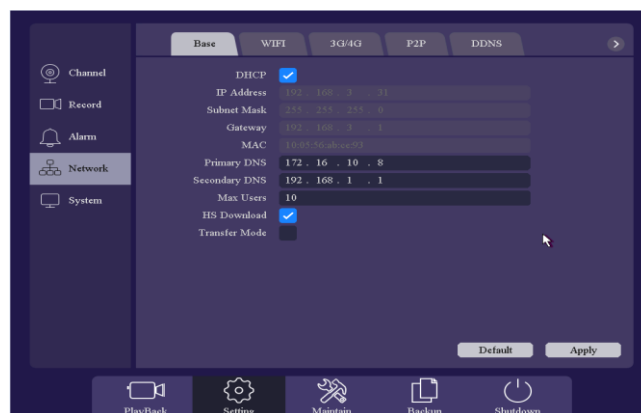 Base WIFI 3G/4G P2P DDNS
Channel
Record
Alarm
Network
System
DHCP
IP Address 192 . 168 . 3 . 31
Subnet Mask 255 . 255 . 255 . 0
Gateway 192 . 168 . 3 . 1
MAC
Primary DNS 172 . 16 . 10 . 8
Secondary DNS 192 . 168 . 1 . 1
Max Users 10
HS Download
Transfer Mode
Default Apply
PlayBack Setting Maintain Backup Shutdown